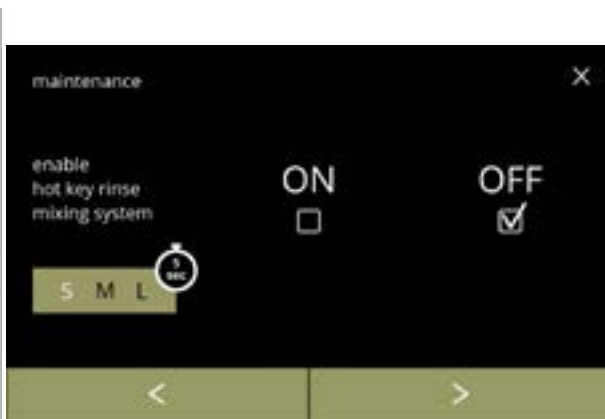 maintenance
X
enable
hot key rinse
mixing system
ON
OFF
5
sec
S M L
< >